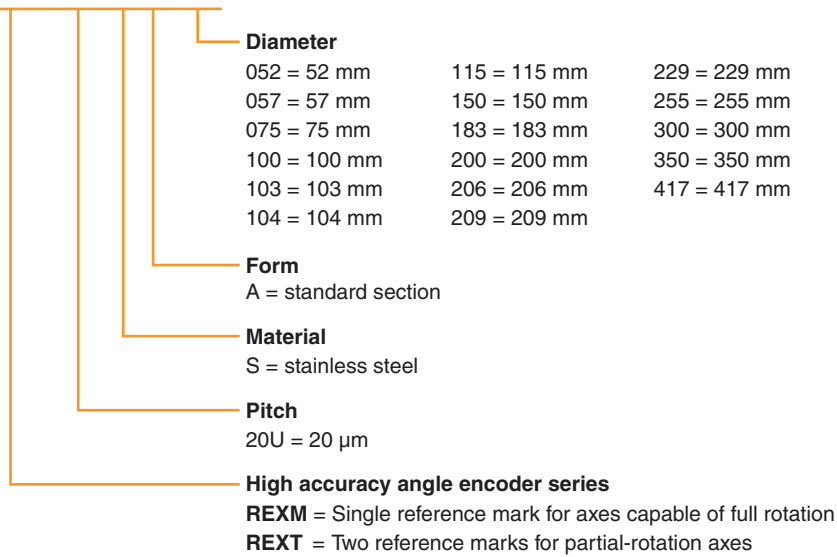 Diameter
052 = 52 mm 115 = 115 mm 229 = 229 mm
057 = 57 mm 150 = 150 mm 255 = 255 mm
075 = 75 mm 183 = 183 mm 300 = 300 mm
100 = 100 mm 200 = 200 mm 350 = 350 mm
103 = 103 mm 206 = 206 mm 417 = 417 mm
104 = 104 mm 209 = 209 mm
Form
A = standard section
Material
S = stainless steel
Pitch
20U = 20 µm
High accuracy angle encoder series
REXM = Single reference mark for axes capable of full rotation
REXT = Two reference marks for partial-rotation axes